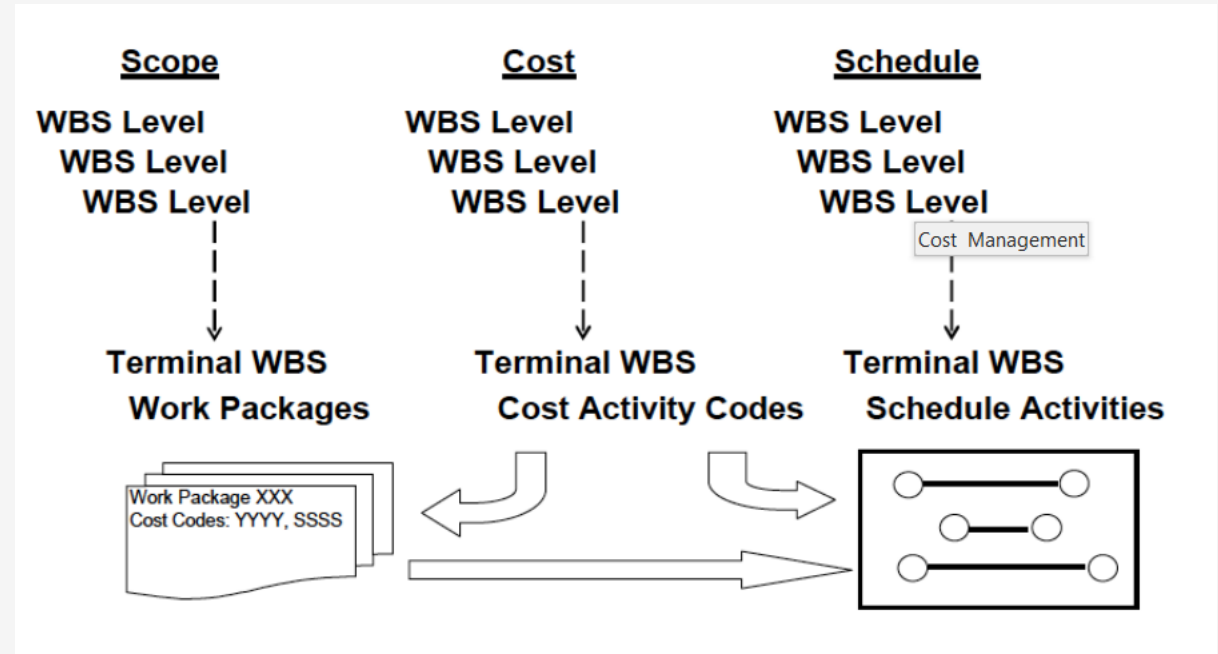 Scope Cost Schedule
WBS Level WBS Level WBS Level
WBS Level WBS Level WBS Level
WBS Level WBS Level WBS Level
Cost Management
Terminal WBS Terminal WBS Terminal WBS
Work Packages Cost Activity Codes Schedule Activities
Work Package XXX
Cost Codes: YYYY, SSSS